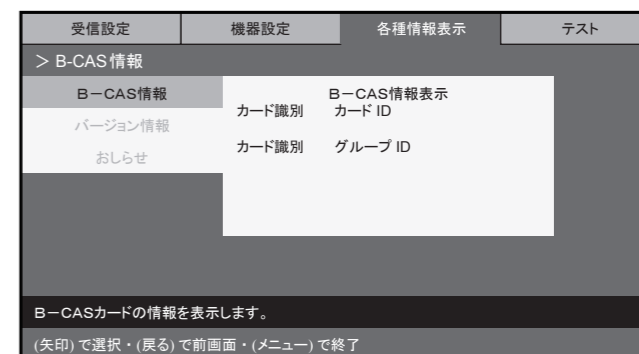 受信設定 機器設定 各種情報表示 テスト
＞ B-CAS情報
B－CAS情報
バージョン情報
おしらせ
B－CAS情報表示
カード識別 カード ID
カード識別 グループ ID
B－CASカードの情報を表示します。
(矢印) で選択・(戻る) で前画面・(メニュー) で終了